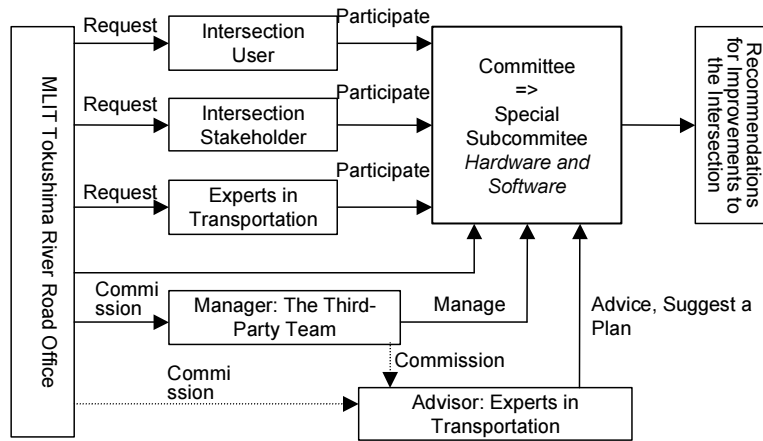 MLIT Tokushima River Road Office
Request
Intersection
User
Participate
Request
Intersection
Stakeholder
Participate
Request
Experts in
Transportation
Participate
Committee
=>
Special
Subcommitee
Hardware and
Software
Recommendations
for Improvements to
the Intersection
Commi
ssion
Manager: The Third-
Party Team
Manage
Advice, Suggest a
Plan
Commission
Commi
ssion
Advisor: Experts in
Transportation